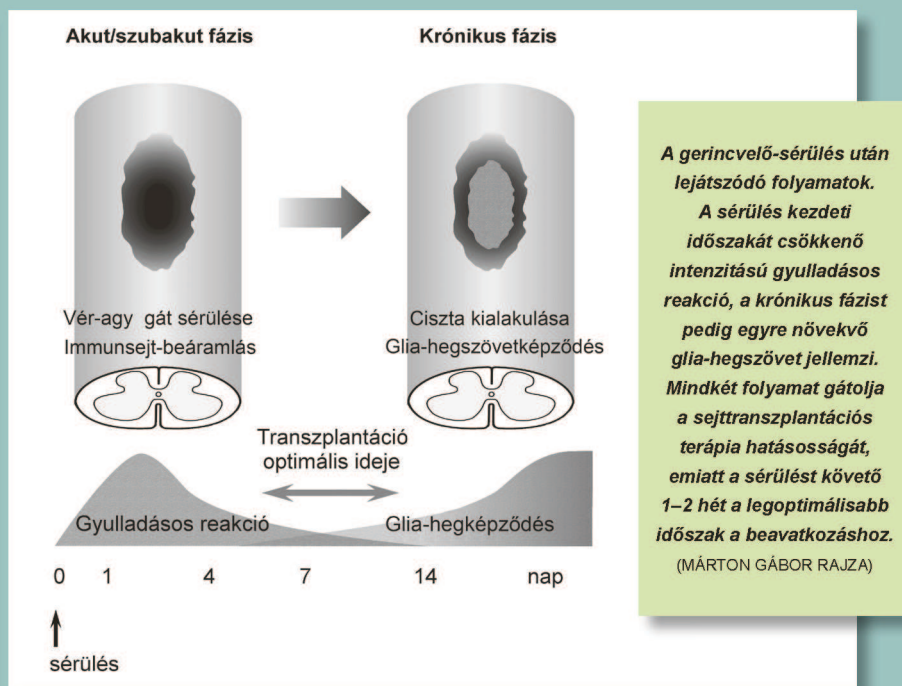 Akut/szubakut fázis
Krónikus fázis
Vér-agy gát sérülése
Immunsejt-beáramlás
Ciszta kialakulása
Glia-hegszövetképződés
Transzplantáció
optimális ideje
Gyulladásos reakció
Glia-hegképződés
0 1 4 7 14 nap
sérülés
A gerincvelő-sérülés után
lejátszódó folyamatok.
A sérülés kezdeti
időszakát csökkenő
intenzitású gyulladásos
reakció, a krónikus fázist
pedig egyre növekvő
glia-hegszövet jellemzi.
Mindkét folyamat gátolja
a sejttranszplantációs
terápia hatásosságát,
emiatt a sérülést követő
1–2 hét a legoptimálisabb
időszak a beavatkozáshoz.
(MÁRTON GÁBOR RAJZA)